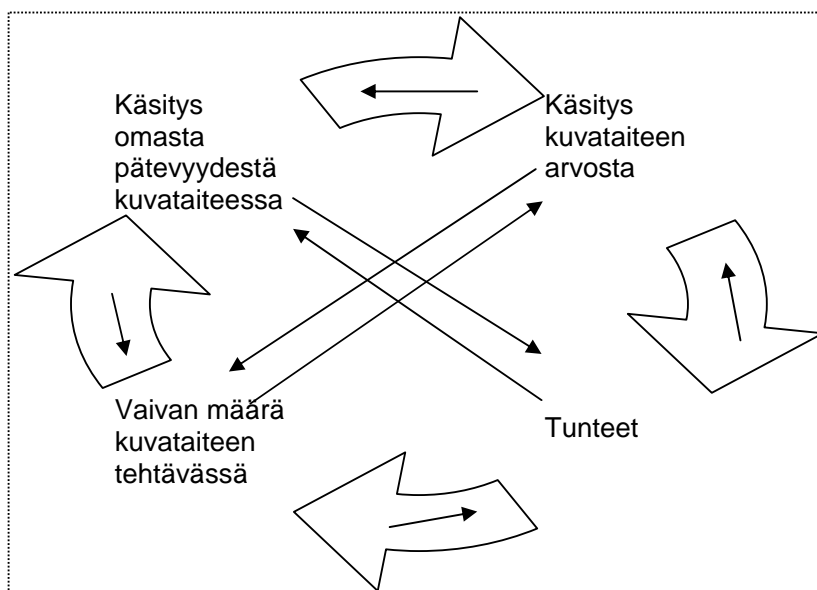 Käsitys
omasta
pätevyydestä
kuvataiteessa
Käsitys
kuvataiteen
arvosta
Vaivan määrä
kuvataiteen
tehtävässä
Tunteet